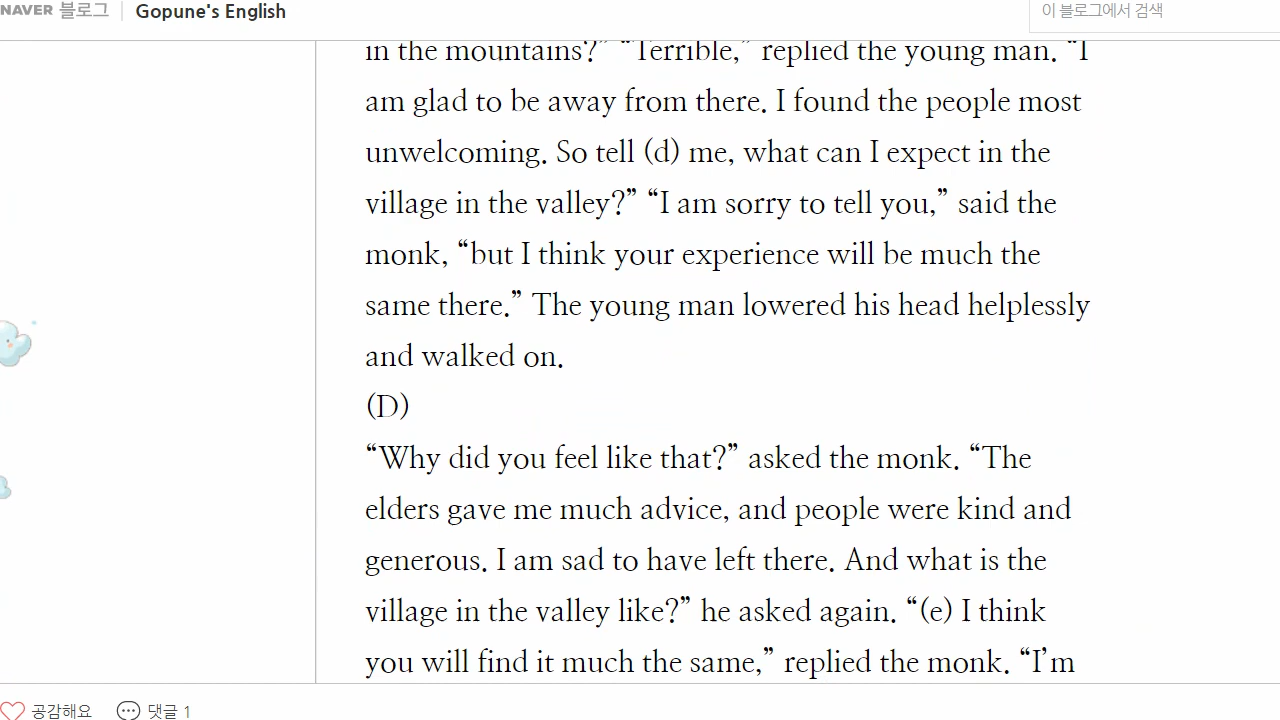 NAVER 블로그 Gopune's English 이 블로그에서 검색
in the mountains?” “Terrible,” replied the young man. “I
am glad to be away from there. I found the people most
unwelcoming. So tell (d) me, what can I expect in the
village in the valley?” “I am sorry to tell you,” said the
monk, “but I think your experience will be much the
same there.” The young man lowered his head helplessly
and walked on.
(D)
“Why did you feel like that?” asked the monk. “The
elders gave me much advice, and people were kind and
generous. I am sad to have left there. And what is the
village in the valley like?” he asked again. “(e) I think
you will find it much the same,” replied the monk. “I’m
공감해요 댓글 1